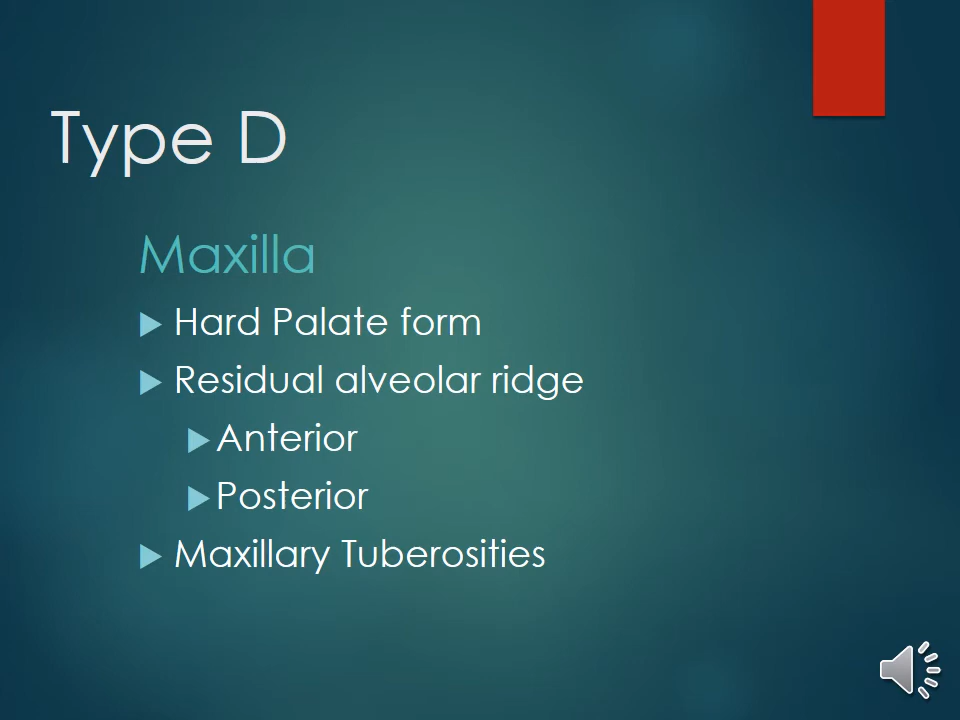 Type D
Maxilla
Hard Palate form
Residual alveolar ridge
Anterior
Posterior
Maxillary Tuberosities